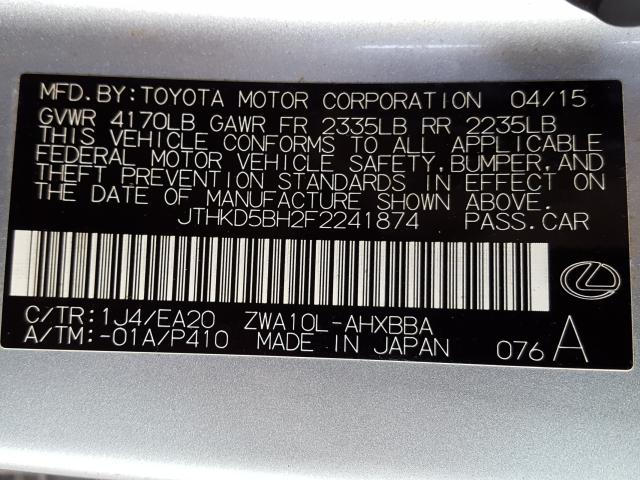 MFD. BY: TOYOTA MOTOR CORPORATION 04/15
GVWR 4170LB GAWR FR 2335LB RR 2235LB
THIS VEHICLE CONFORMS TO ALL APPLICABLE
FEDERAL MOTOR VEHICLE SAFETY, BUMPER, AND
THEFT PREVENTION STANDARDS IN EFFECT ON
THE DATE OF MANUFACTURE SHOWN ABOVE.
JTHKD5BH2F2241874 PASS. CAR
C/TR: 1J4/EA20 ZWA10L-AHXBBA
A/TM: -01A/P410 MADE IN JAPAN 076 A